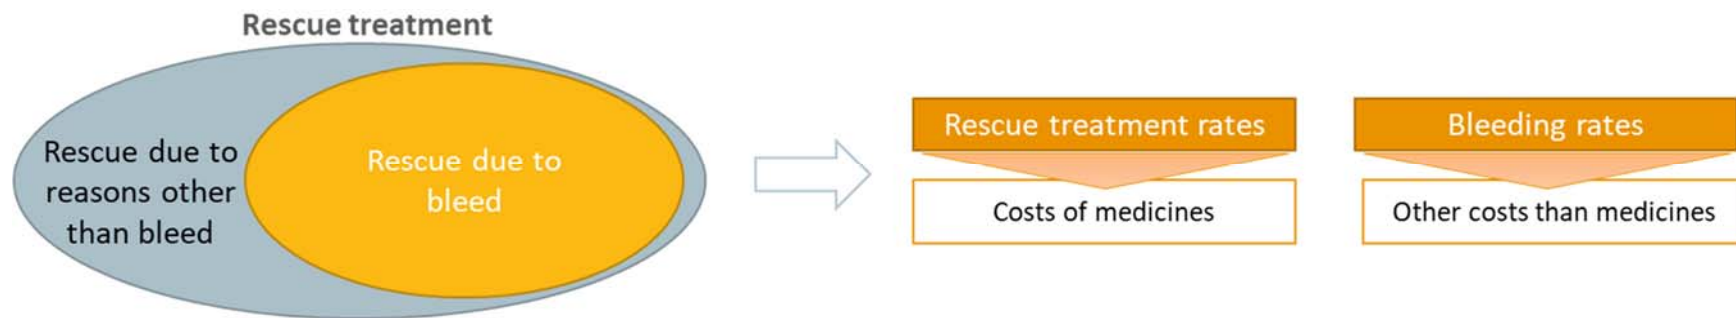 Rescue treatment
Rescue due to
reasons other
than bleed
Rescue due to
bleed
Rescue treatment rates
Costs of medicines
Bleeding rates
Other costs than medicines